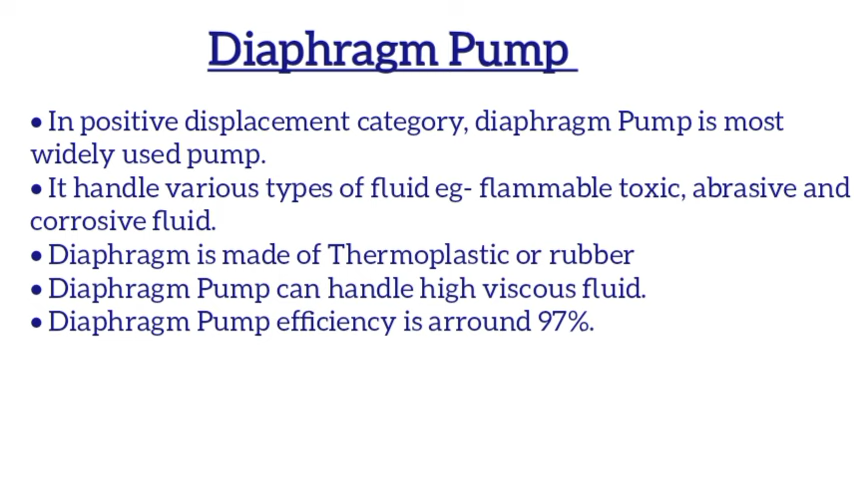 Diaphragm Pump
• In positive displacement category, diaphragm Pump is most
widely used pump.
• It handle various types of fluid eg- flammable toxic, abrasive and
corrosive fluid.
• Diaphragm is made of Thermoplastic or rubber
• Diaphragm Pump can handle high viscous fluid.
• Diaphragm Pump efficiency is arround 97%.